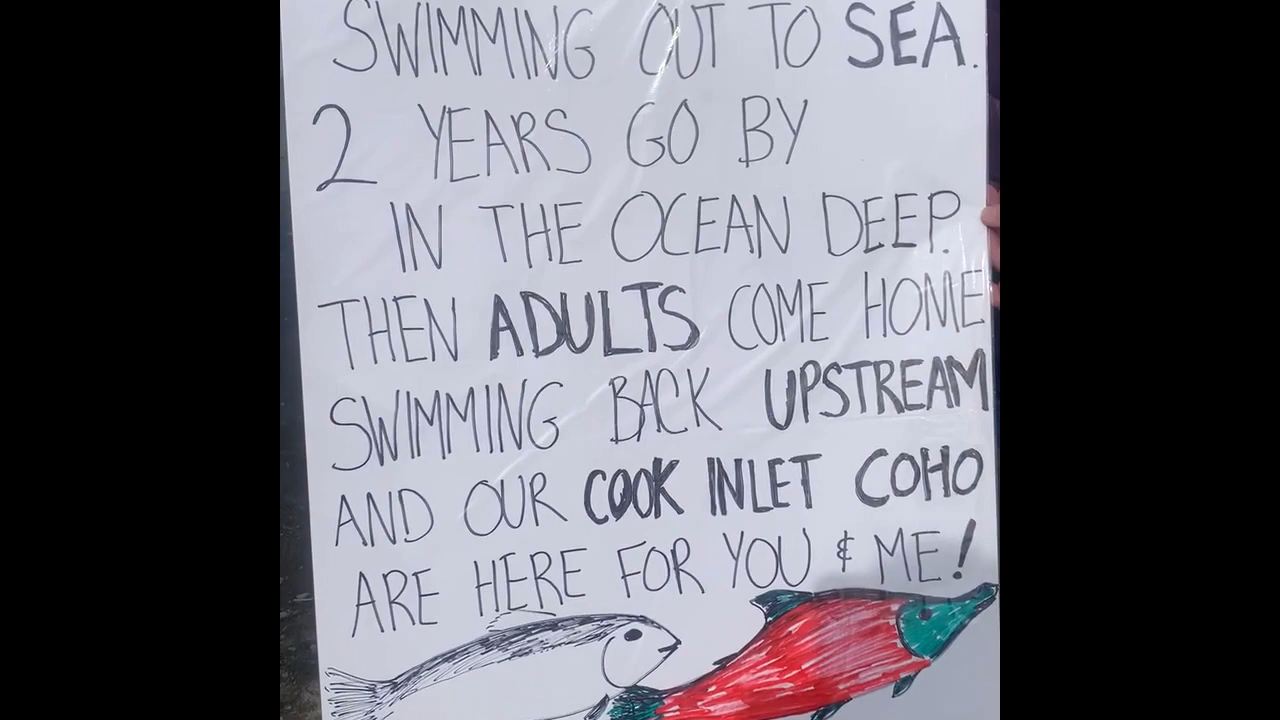 SWIMMING OUT TO SEA.
2 YEARS GO BY
IN THE OCEAN DEEP.
THEN ADULTS COME HOME
SWIMMING BACK UPSTREAM
AND OUR COOK INLET COHO
ARE HERE FOR YOU & ME!